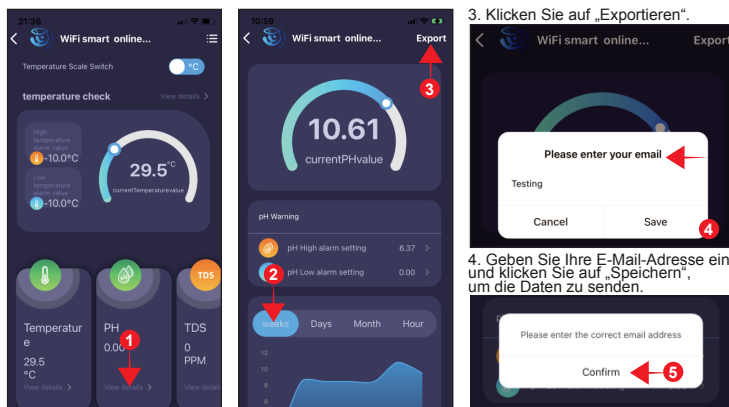 21:36
WiFi smart online...
Temperature Scale Switch
°C
temperature check
View details >
High
temperature
alarm value
-10.0°C
Low
temperature
alarm value
-10.0°C
29.5°C
currentTemperaturevalue
Temperatur
e
29.5
°C
View details >
PH
0.00
1
View details >
TDS
TDS
0
PPM
View detail
10:59
WiFi smart online...
Export
3
10.61
currentPHvalue
pH Warning
pH High alarm setting
6.37 >
2
pH Low alarm setting
0.00 >
weeks
Days
Month
Hour
12
10
8
6
3. Klicken Sie auf „Exportieren“.
WiFi smart online...
Export
Please enter your email
Testing
Cancel
Save
4
4. Geben Sie Ihre E-Mail-Adresse ein
und klicken Sie auf „Speichern“,
um die Daten zu senden.
Please enter the correct email address
Confirm
5